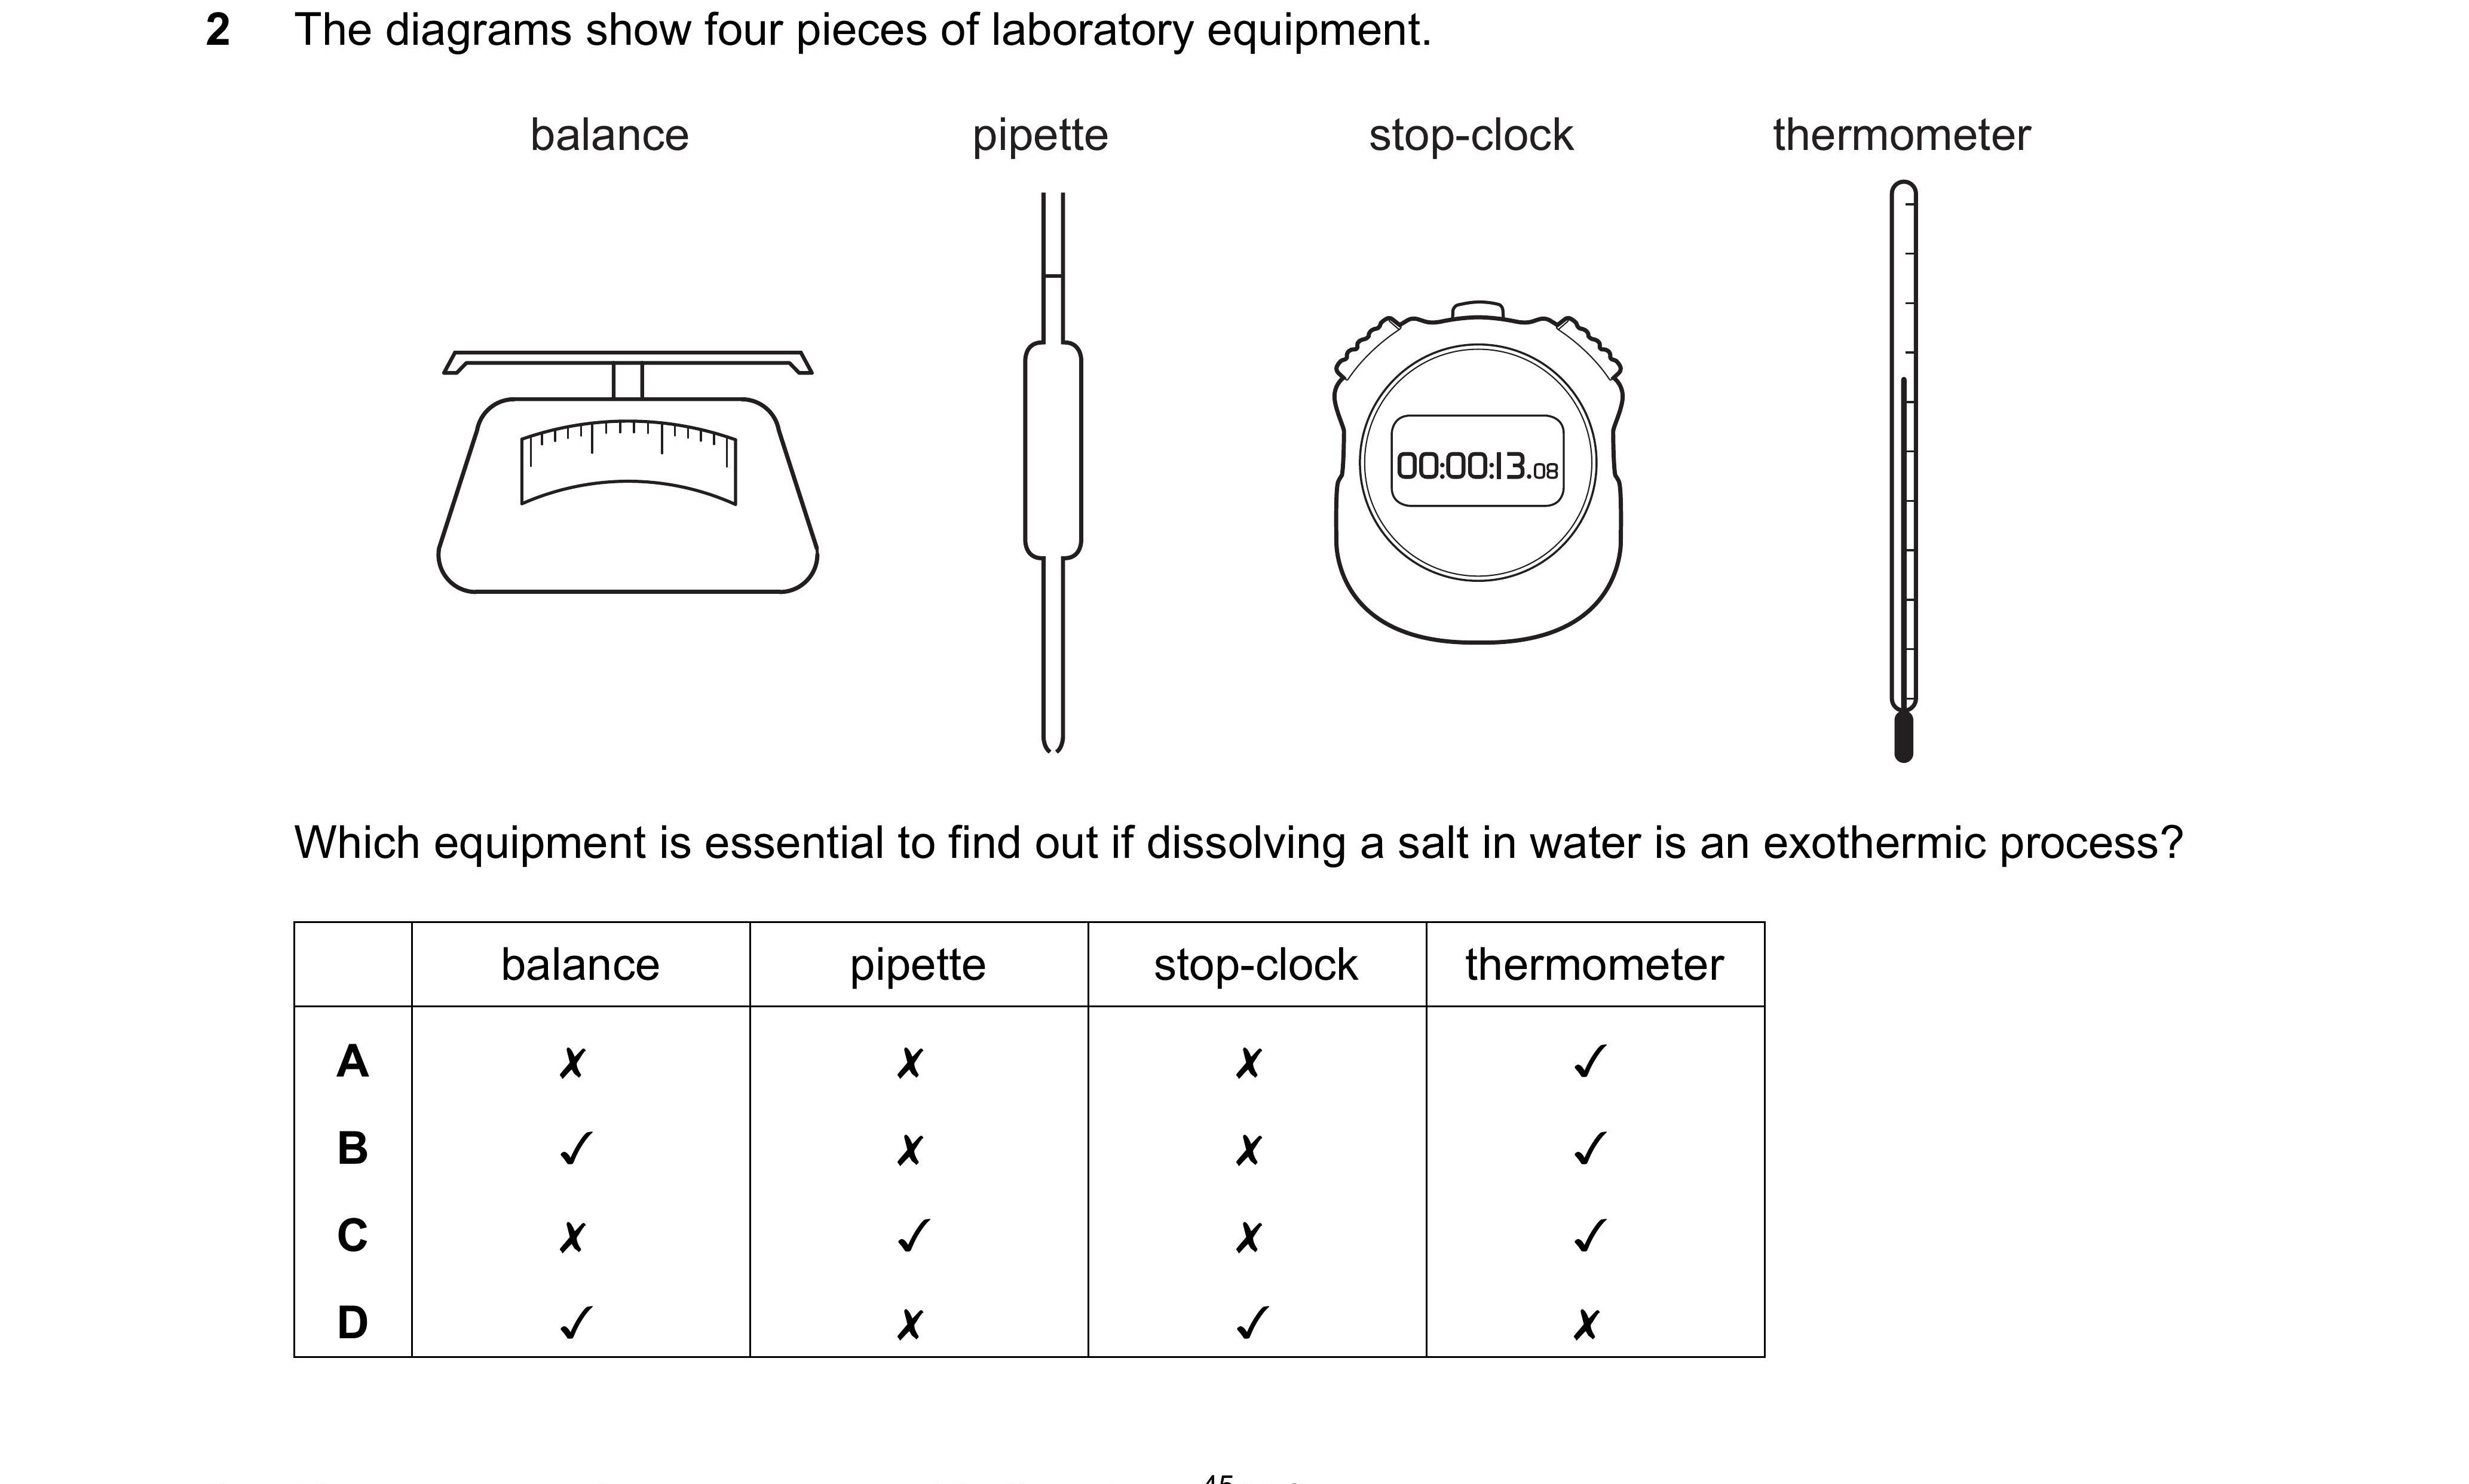 2 The diagrams show four pieces of laboratory equipment.
balance pipette stop-clock thermometer
00:00:13.08
Which equipment is essential to find out if dissolving a salt in water is an exothermic process?
balance pipette stop-clock thermometer
A ✗ ✗ ✗ ✓
B ✓ ✗ ✗ ✓
C ✗ ✓ ✗ ✓
D ✓ ✗ ✓ ✗